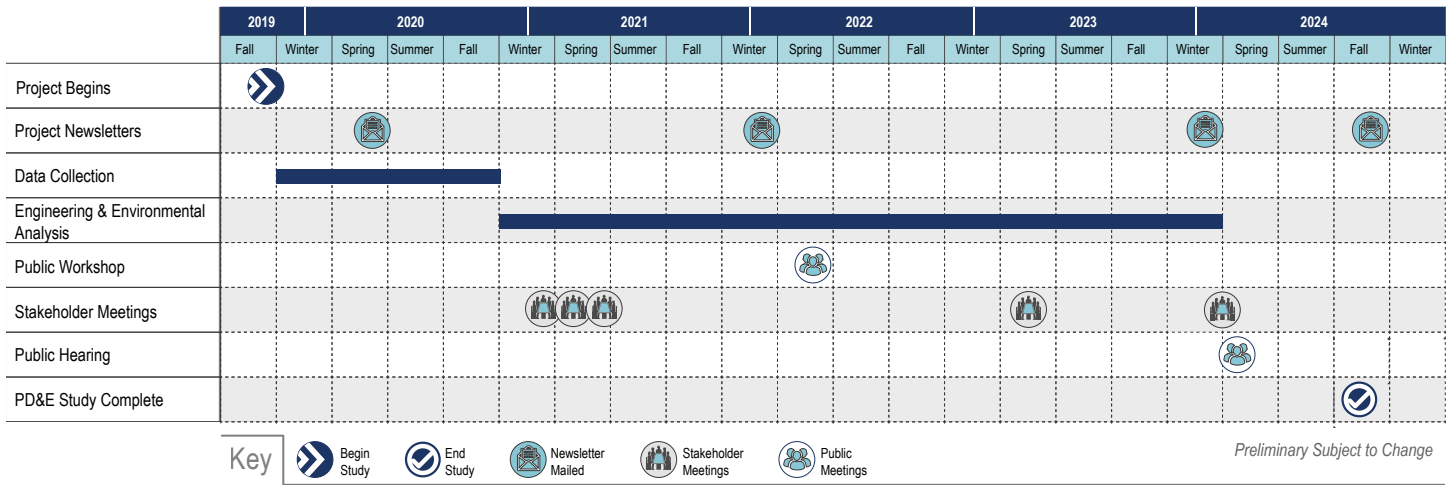 2019 2020 2021 2022 2023 2024
Fall Winter Spring Summer Fall Winter Spring Summer Fall Winter Spring Summer Fall Winter Spring Summer Fall Winter Spring Summer Fall Winter
Project Begins
Project Newsletters
Data Collection
Engineering & Environmental
Analysis
Public Workshop
Stakeholder Meetings
Public Hearing
PD&E Study Complete
Key
Begin
Study
End
Study
Newsletter
Mailed
Stakeholder
Meetings
Public
Meetings
Preliminary Subject to Change